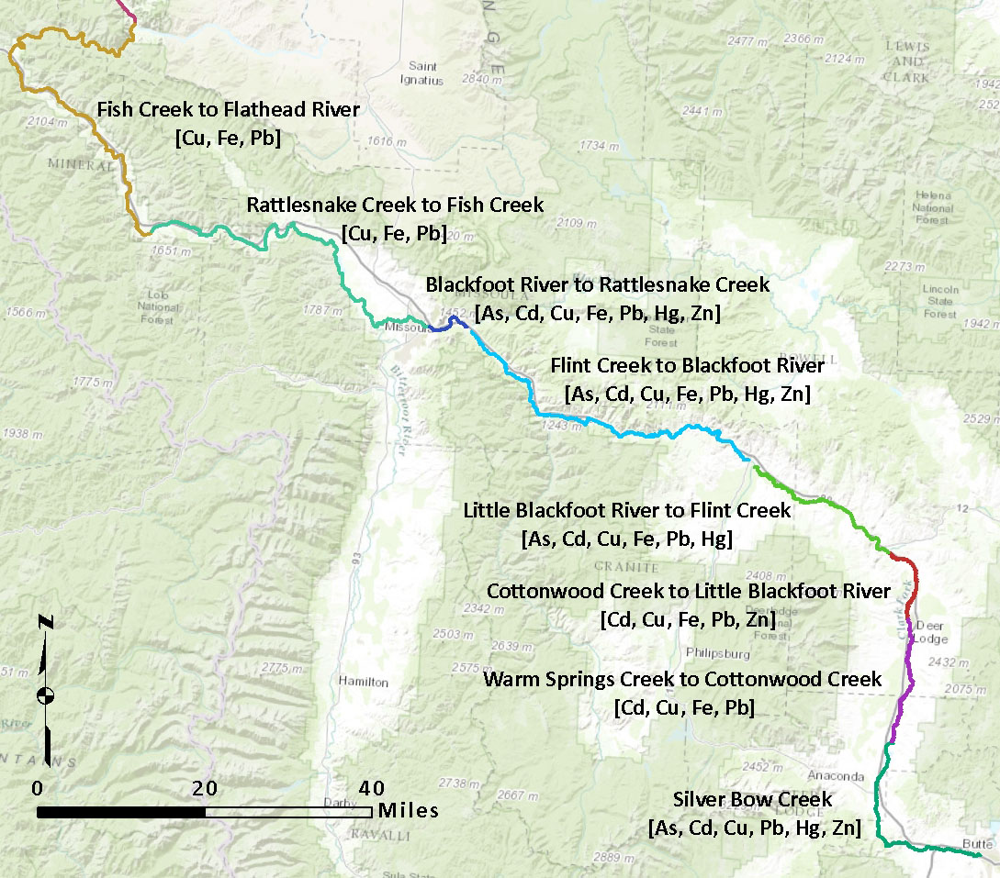 2477 m
2366 m
2124 m
LEWIS
AND
CLARK
Saint
Ignatius
2840 m
1942
2441 m
Fish Creek to Flathead River
[Cu, Fe, Pb]
2104 m
1616 m
1734 m
MINERAL
Rattlesnake Creek to Fish Creek
[Cu, Fe, Pb]
2109 m
Helena
National
Forest
1651 m
2273 m
Blackfoot River to Rattlesnake Creek
[As, Cd, Cu, Fe, Pb, Hg, Zn]
Lincoln
State
Forest
1566 m
Lolo
National
Forest
1787 m
1942 m
Missoula
State
Forest
POWELL
Flint Creek to Blackfoot River
[As, Cd, Cu, Fe, Pb, Hg, Zn]
1775 m
Bitterroot River
2529 m
1938 m
1243 m
Little Blackfoot River to Flint Creek
[As, Cd, Cu, Fe, Pb, Hg]
12
93
GRANITE
2408 m
Cottonwood Creek to Little Blackfoot River
[Cd, Cu, Fe, Pb, Zn]
2342 m
N
2503 m
2639 m
Deer
Lodge
Philipsburg
2432 m
2775 m
Hamilton
Warm Springs Creek to Cottonwood Creek
[Cd, Cu, Fe, Pb]
2075 m
2452 m
Anaconda
0 20 40
Miles
2738 m
2667 m
Silver Bow Creek
[As, Cd, Cu, Pb, Hg, Zn]
Darby
RAVALLI
Butte
2889 m
Sula State